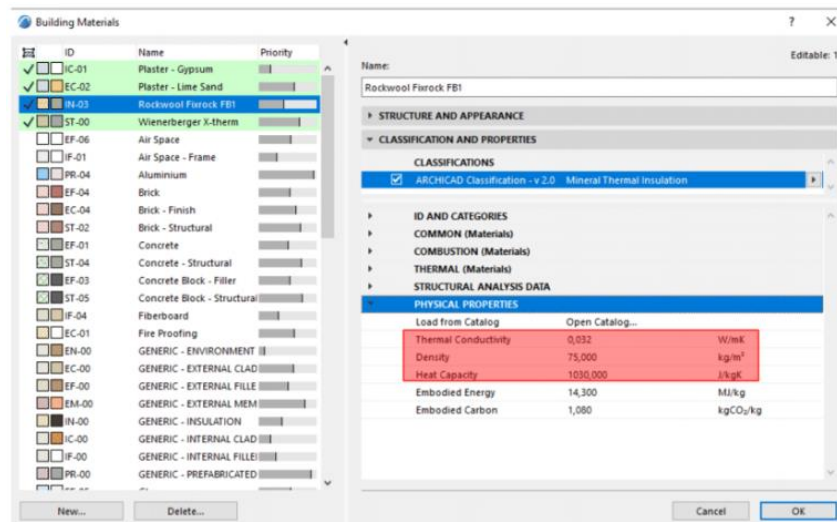 Building Materials
? X
ID Name Priority
IC-01 Plaster - Gypsum
EC-02 Plaster - Lime Sand
IN-03 Rockwool Fixrock FB1
ST-00 Wienerberger X-therm
EF-06 Air Space
IF-01 Air Space - Frame
PR-04 Aluminium
EF-04 Brick
EC-04 Brick - Finish
ST-02 Brick - Structural
EF-01 Concrete
ST-04 Concrete - Structural
EF-03 Concrete Block - Filler
ST-05 Concrete Block - Structural
IF-04 Fiberboard
EC-01 Fire Proofing
EN-00 GENERIC - ENVIRONMENT
EC-00 GENERIC - EXTERNAL CLAD
EF-00 GENERIC - EXTERNAL FILLE
EM-00 GENERIC - EXTERNAL MEM
IN-00 GENERIC - INSULATION
IC-00 GENERIC - INTERNAL CLAD
IF-00 GENERIC - INTERNAL FILLE
PR-00 GENERIC - PREFABRICATED
New... Delete...
Editable: 1
Name:
Rockwool Fixrock FB1
STRUCTURE AND APPEARANCE
CLASSIFICATION AND PROPERTIES
CLASSIFICATIONS
ARCHICAD Classification - v 2.0 Mineral Thermal Insulation
ID AND CATEGORIES
COMMON (Materials)
COMBUSTION (Materials)
THERMAL (Materials)
STRUCTURAL ANALYSIS DATA
PHYSICAL PROPERTIES
Load from Catalog Open Catalog...
Thermal Conductivity 0,032 W/mK
Density 75,000 kg/m³
Heat Capacity 1030,000 J/kgK
Embodied Energy 14,300 MJ/kg
Embodied Carbon 1,080 kgCO₂/kg
Cancel OK